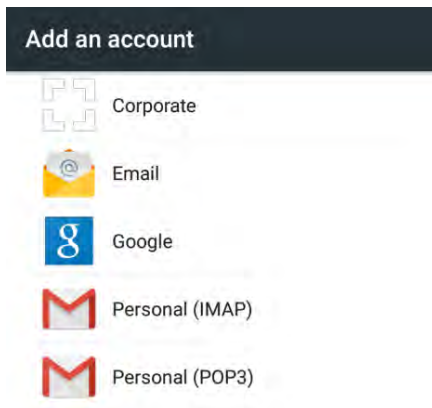 Add an account
Corporate
@
Email
g
Google
Personal (IMAP)
Personal (POP3)